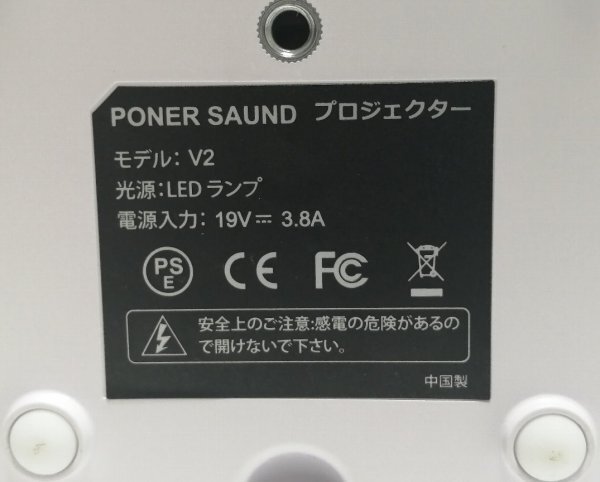 PONER SAUND プロジェクター
モデル: V2
光源: LED ランプ
電源入力: 19V⎓ 3.8A
PS E CE FC
安全上のご注意:感電の危険があるの
で開けないで下さい。
中国製